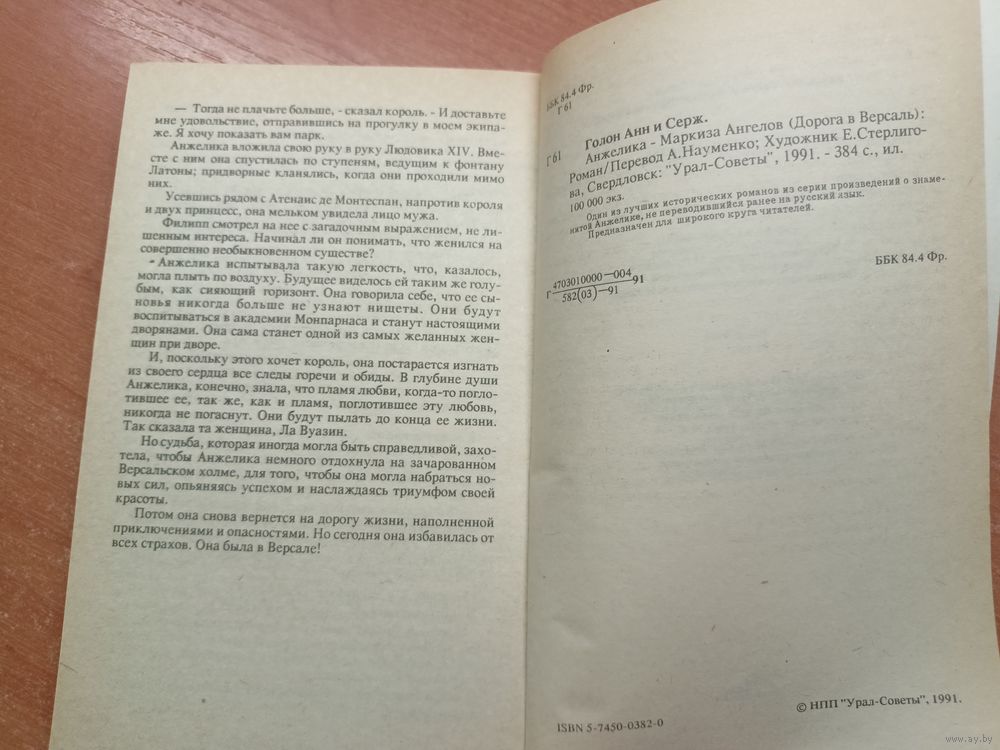 — Тогда не плачьте больше, - сказал король. - И доставьте
мне удовольствие, отправившись на прогулку в моем экипа-
же. Я хочу показать вам парк.
Анжелика вложила свою руку в руку Людовика XIV. Вме-
сте с ним она спустилась по ступеням, ведущим к фонтану
Латоны; придворные кланялись, когда они проходили мимо
них.
Усевшись рядом с Атенаис де Монтеспан, напротив короля
и двух принцесс, она мельком увидела лицо мужа.
Филипп смотрел на нее с загадочным выражением, не ли-
шенным интереса. Начинал ли он понимать, что женился на
совершенно необыкновенном существе?
Анжелика испытывала такую легкость, что, казалось,
могла плыть по воздуху. Будущее виделось ей таким же голу-
бым, как сияющий горизонт. Она говорила себе, что ее сы-
новья никогда больше не узнают нищеты. Они будут
воспитываться в академии Монпарнаса и станут настоящими
дворянами. Она сама станет одной из самых желанных жен-
щин при дворе.
И, поскольку этого хочет король, она постарается изгнать
из своего сердца все следы горечи и обиды. В глубине души
Анжелика, конечно, знала, что пламя любви, когда-то погло-
тившее ее, так же, как и пламя, поглотившее эту любовь,
никогда не погаснут. Они будут пылать до конца ее жизни.
Так сказала та женщина, Ла Вуазин.
Но судьба, которая иногда могла быть справедливой, захо-
тела, чтобы Анжелика немного отдохнула на зачарованном
Версальском холме, для того, чтобы она могла набраться но-
вых сил, опьяняясь успехом и наслаждаясь триумфом своей
красоты.
Потом она снова вернется на дорогу жизни, наполненной
приключениями и опасностями. Но сегодня она избавилась от
всех страхов. Она была в Версале!
ББК 84.4 Фр.
Г 61
Голон Анн и Серж.
Г 61 Анжелика - Маркиза Ангелов (Дорога в Версаль):
Роман/Перевод А.Науменко; Художник Е.Стерлиго-
ва, Свердловск: "Урал-Советы", 1991. - 384 с., ил.
100 000 экз.
Один из лучших исторических романов из серии произведений о знаме-
нитой Анжелике, не переводившийся ранее на русский язык.
Предназначен для широкого круга читателей.
ББК 84.4 Фр.
4703010000—004
Г 91
582(03)—91
© НПП "Урал-Советы", 1991.
ISBN 5-7450-0382-0
www.ay.by